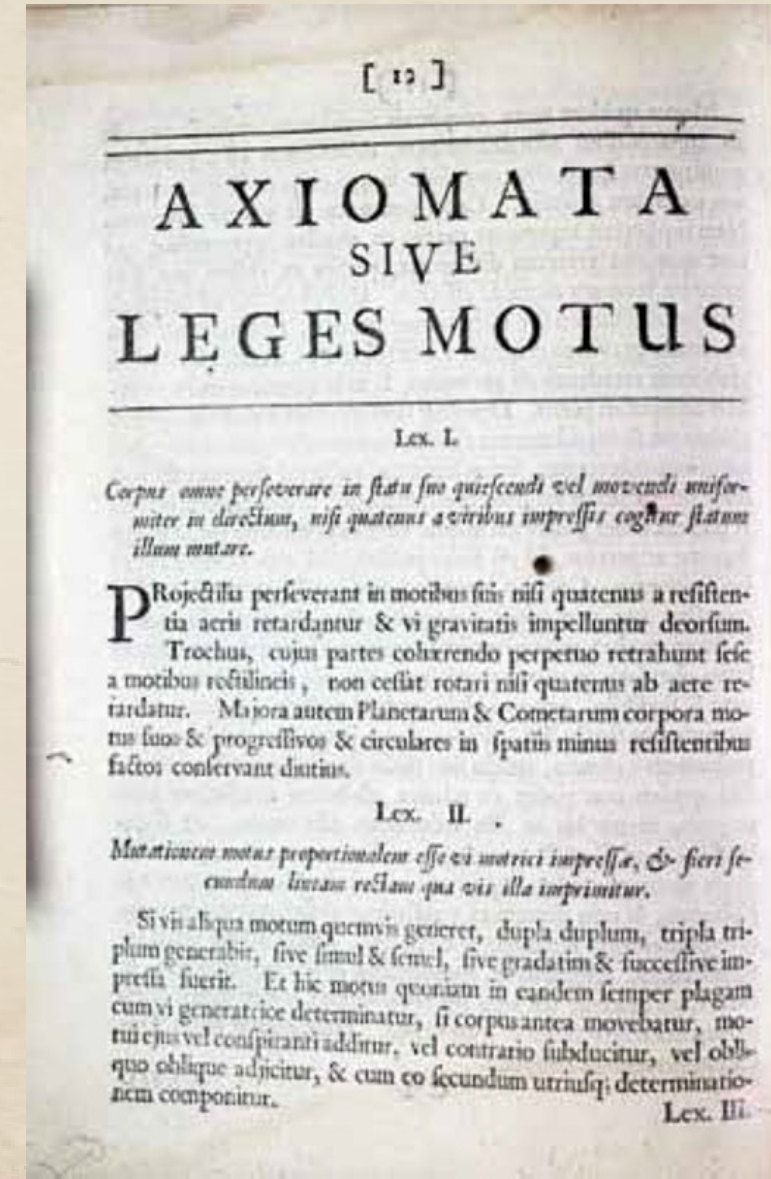 [ 12 ]
AXIOMATA
SIVE
LEGES MOTUS
Lex. I.
Corpus omne perseverare in statu suo quiescendi vel movendi unifor-
miter in directum, nisi quatenus a viribus impressis cogitur statum
illum mutare.
PRojectilia perseverant in motibus suis nisi quatenus a resisten-
tia aeris retardantur & vi gravitatis impelluntur deorsum.
Trochus, cujus partes cohærendo perpetuo retrahunt sese
a motibus rectilineis, non cessat rotari nisi quatenus ab aere re-
tardatur. Majora autem Planetarum & Cometarum corpora mo-
tus suos & progressivos & circulares in spatiis minus resistentibus
factos conservant diutius.
Lex. II.
Mutationem motus proportionalem esse vi motrici impressæ, & fieri se-
cundum lineam rectam qua vis illa imprimitur.
Si vis aliqua motum quemvis generet, dupla duplum, tripla tri-
plum generabit, sive simul & semel, sive gradatim & successive im-
pressa fuerit. Et hic motus quoniam in eandem semper plagam
cum vi generatrice determinatur, si corpus antea movebatur, mo-
tui ejus vel conspiranti additur, vel contrario subducitur, vel obli-
quo oblique adjicitur, & cum eo secundum utriusq; determinatio-
nem componitur.
Lex. III.